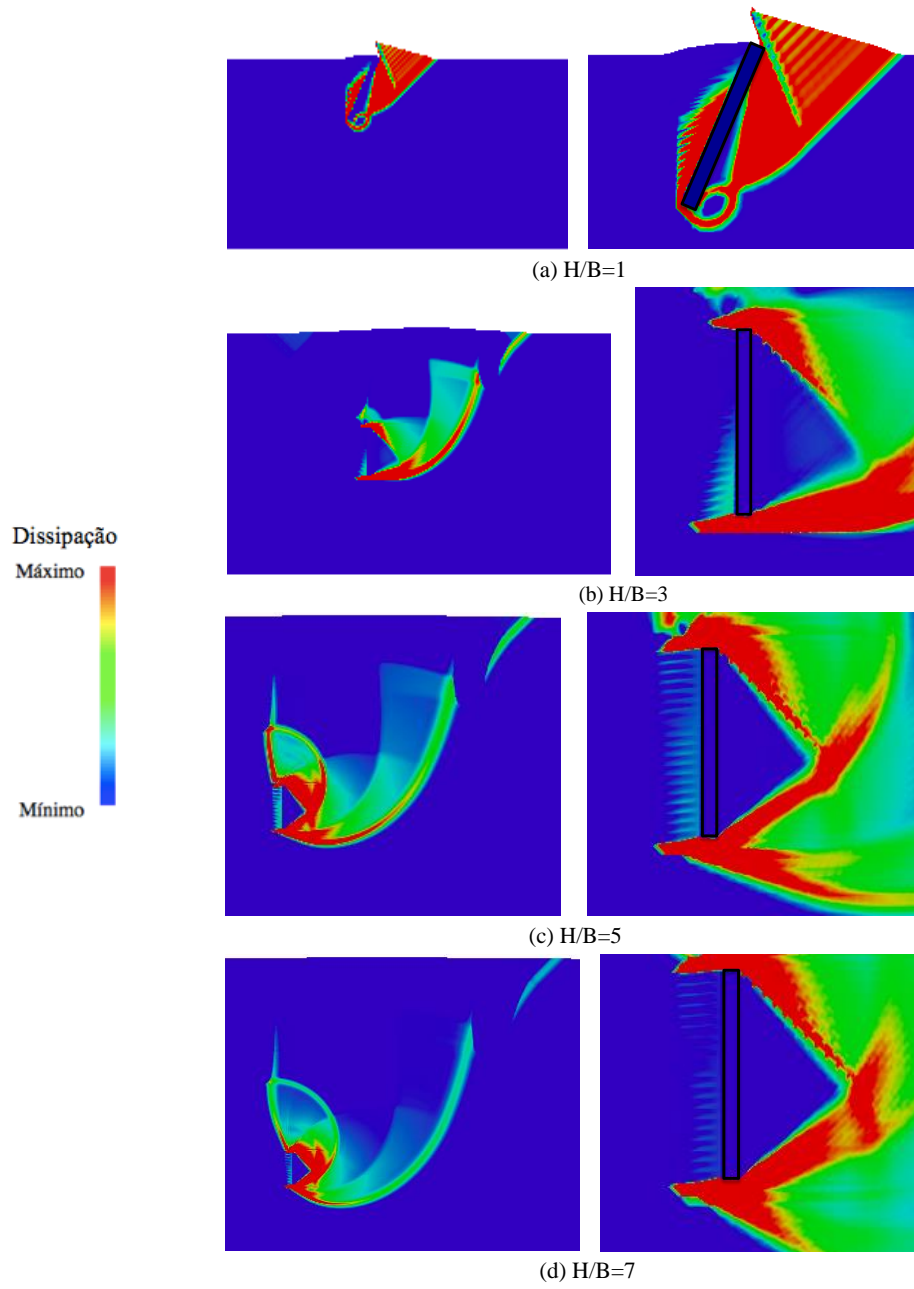 (a) H/B=1
Dissipação
Máximo
Mínimo
(b) H/B=3
(c) H/B=5
(d) H/B=7